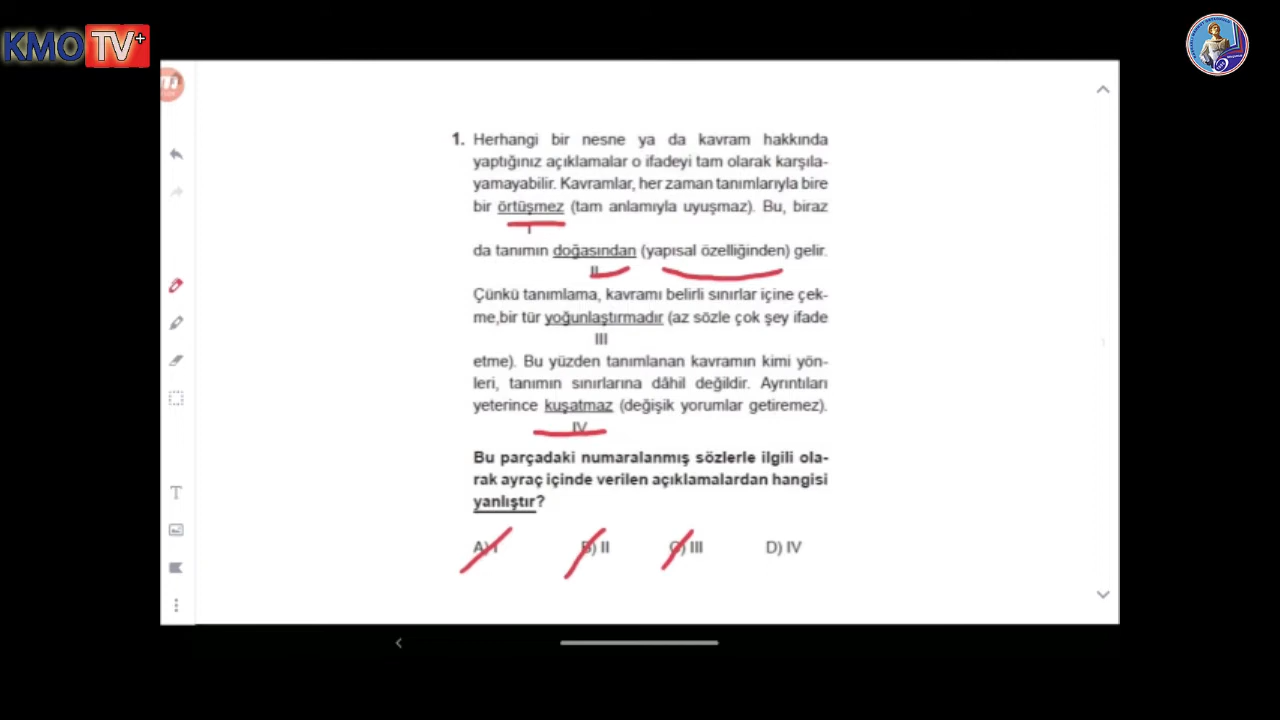 KMO TV+
1. Herhangi bir nesne ya da kavram hakkında
yaptığınız açıklamalar o ifadeyi tam olarak karşıla-
yamayabilir. Kavramlar, her zaman tanımlarıyla bire
bir örtüşmez (tam anlamıyla uyuşmaz). Bu, biraz
I
da tanımın doğasından (yapısal özelliğinden) gelir.
II
Çünkü tanımlama, kavramı belirli sınırlar içine çek-
me,bir tür yoğunlaştırmadır (az sözle çok şey ifade
III
etme). Bu yüzden tanımlanan kavramın kimi yön-
leri, tanımın sınırlarına dâhil değildir. Ayrıntıları
yeterince kuşatmaz (değişik yorumlar getiremez).
IV
Bu parçadaki numaralanmış sözlerle ilgili ola-
rak ayraç içinde verilen açıklamalardan hangisi
yanlıştır?
A) I B) II C) III D) IV